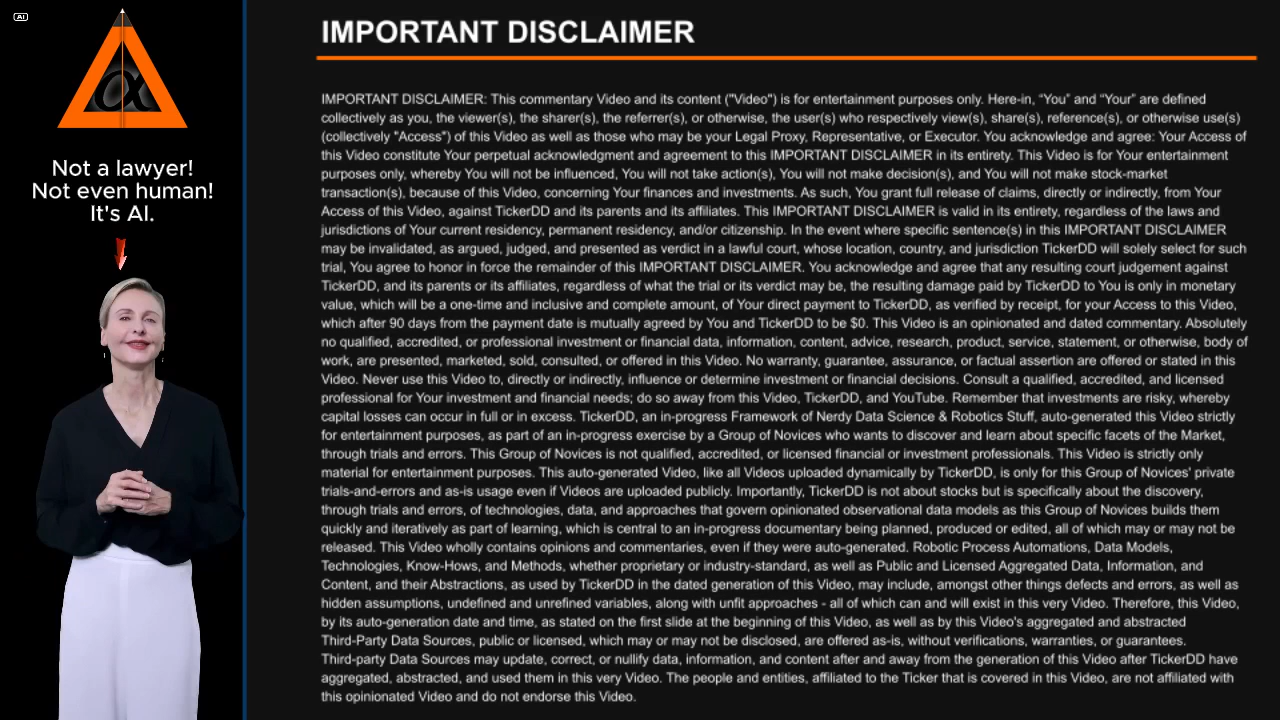 AI
α
Not a lawyer!
Not even human!
It's AI.
IMPORTANT DISCLAIMER
IMPORTANT DISCLAIMER: This commentary Video and its content ("Video") is for entertainment purposes only. Here-in, “You” and “Your” are defined
collectively as you, the viewer(s), the sharer(s), the referrer(s), or otherwise, the user(s) who respectively view(s), share(s), reference(s), or otherwise use(s)
(collectively "Access") of this Video as well as those who may be your Legal Proxy, Representative, or Executor. You acknowledge and agree: Your Access of
this Video constitute Your perpetual acknowledgment and agreement to this IMPORTANT DISCLAIMER in its entirety. This Video is for Your entertainment
purposes only, whereby You will not be influenced, You will not take action(s), You will not make decision(s), and You will not make stock-market
transaction(s), because of this Video, concerning Your finances and investments. As such, You grant full release of claims, directly or indirectly, from Your
Access of this Video, against TickerDD and its parents and its affiliates. This IMPORTANT DISCLAIMER is valid in its entirety, regardless of the laws and
jurisdictions of Your current residency, permanent residency, and/or citizenship. In the event where specific sentence(s) in this IMPORTANT DISCLAIMER
may be invalidated, as argued, judged, and presented as verdict in a lawful court, whose location, country, and jurisdiction TickerDD will solely select for such
trial, You agree to honor in force the remainder of this IMPORTANT DISCLAIMER. You acknowledge and agree that any resulting court judgement against
TickerDD, and its parents or its affiliates, regardless of what the trial or its verdict may be, the resulting damage paid by TickerDD to You is only in monetary
value, which will be a one-time and inclusive and complete amount, of Your direct payment to TickerDD, as verified by receipt, for your Access to this Video,
which after 90 days from the payment date is mutually agreed by You and TickerDD to be $0. This Video is an opinionated and dated commentary. Absolutely
no qualified, accredited, or professional investment or financial data, information, content, advice, research, product, service, statement, or otherwise, body of
work, are presented, marketed, sold, consulted, or offered in this Video. No warranty, guarantee, assurance, or factual assertion are offered or stated in this
Video. Never use this Video to, directly or indirectly, influence or determine investment or financial decisions. Consult a qualified, accredited, and licensed
professional for Your investment and financial needs; do so away from this Video, TickerDD, and YouTube. Remember that investments are risky, whereby
capital losses can occur in full or in excess. TickerDD, an in-progress Framework of Nerdy Data Science & Robotics Stuff, auto-generated this Video strictly
for entertainment purposes, as part of an in-progress exercise by a Group of Novices who wants to discover and learn about specific facets of the Market,
through trials and errors. This Group of Novices is not qualified, accredited, or licensed financial or investment professionals. This Video is strictly only
material for entertainment purposes. This auto-generated Video, like all Videos uploaded dynamically by TickerDD, is only for this Group of Novices' private
trials-and-errors and as-is usage even if Videos are uploaded publicly. Importantly, TickerDD is not about stocks but is specifically about the discovery,
through trials and errors, of technologies, data, and approaches that govern opinionated observational data models as this Group of Novices builds them
quickly and iteratively as part of learning, which is central to an in-progress documentary being planned, produced or edited, all of which may or may not be
released. This Video wholly contains opinions and commentaries, even if they were auto-generated. Robotic Process Automations, Data Models,
Technologies, Know-Hows, and Methods, whether proprietary or industry-standard, as well as Public and Licensed Aggregated Data, Information, and
Content, and their Abstractions, as used by TickerDD in the dated generation of this Video, may include, amongst other things defects and errors, as well as
hidden assumptions, undefined and unrefined variables, along with unfit approaches - all of which can and will exist in this very Video. Therefore, this Video,
by its auto-generation date and time, as stated on the first slide at the beginning of this Video, as well as by this Video's aggregated and abstracted
Third-Party Data Sources, public or licensed, which may or may not be disclosed, are offered as-is, without verifications, warranties, or guarantees.
Third-party Data Sources may update, correct, or nullify data, information, and content after and away from the generation of this Video after TickerDD have
aggregated, abstracted, and used them in this very Video. The people and entities, affiliated to the Ticker that is covered in this Video, are not affiliated with
this opinionated Video and do not endorse this Video.